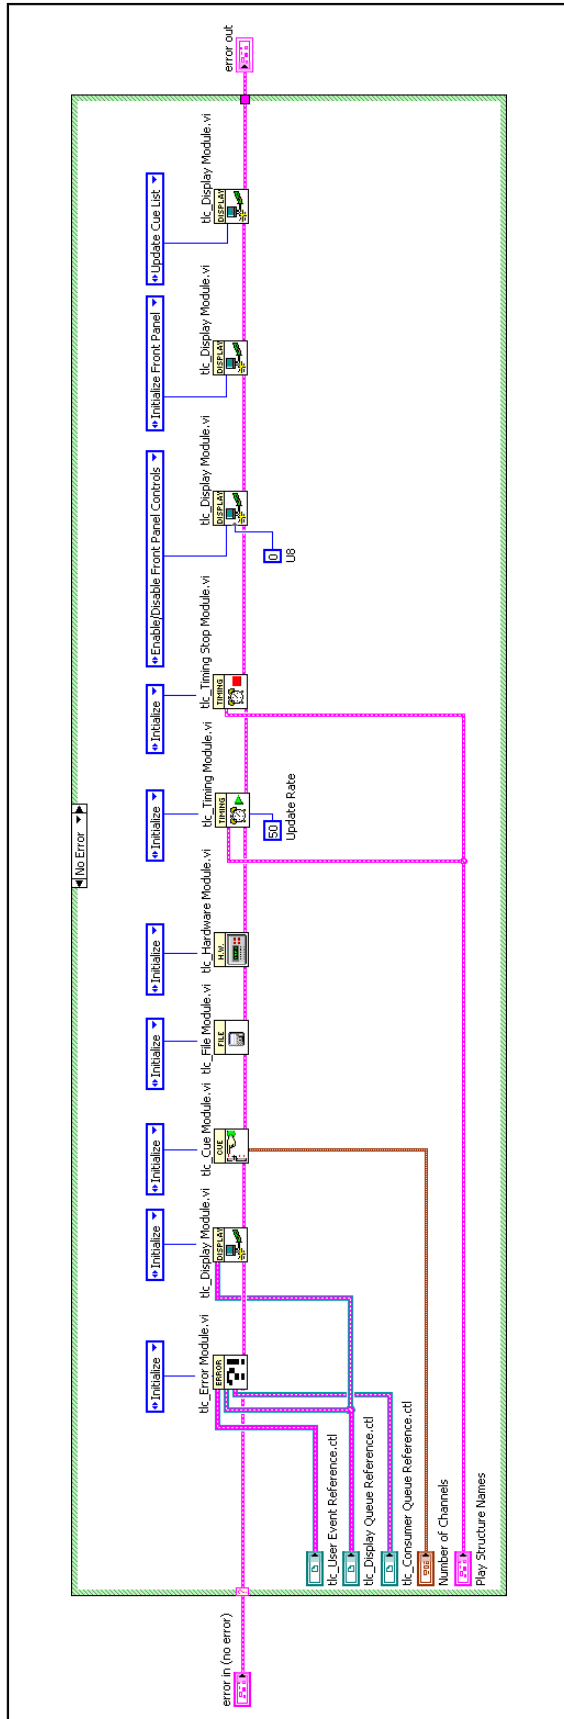 error in (no error)
error out
No Error
Initialize
tlc_Error Module.vi
ERROR
Initialize
tlc_Display Module.vi
DISPLAY
Initialize
tlc_Cue Module.vi
CUE
Initialize
tlc_File Module.vi
FILE
Initialize
tlc_Hardware Module.vi
H.W.
Initialize
tlc_Timing Module.vi
TIMING
50
Update Rate
Initialize
tlc_Timing Stop Module.vi
TIMING
Enable/Disable Front Panel Controls
tlc_Display Module.vi
DISPLAY
0
U8
Initialize Front Panel
tlc_Display Module.vi
DISPLAY
Update Cue List
tlc_Display Module.vi
DISPLAY
tlc_User Event Reference.ctl
tlc_Display Queue Reference.ctl
tlc_Consumer Queue Reference.ctl
Number of Channels
Play Structure Names